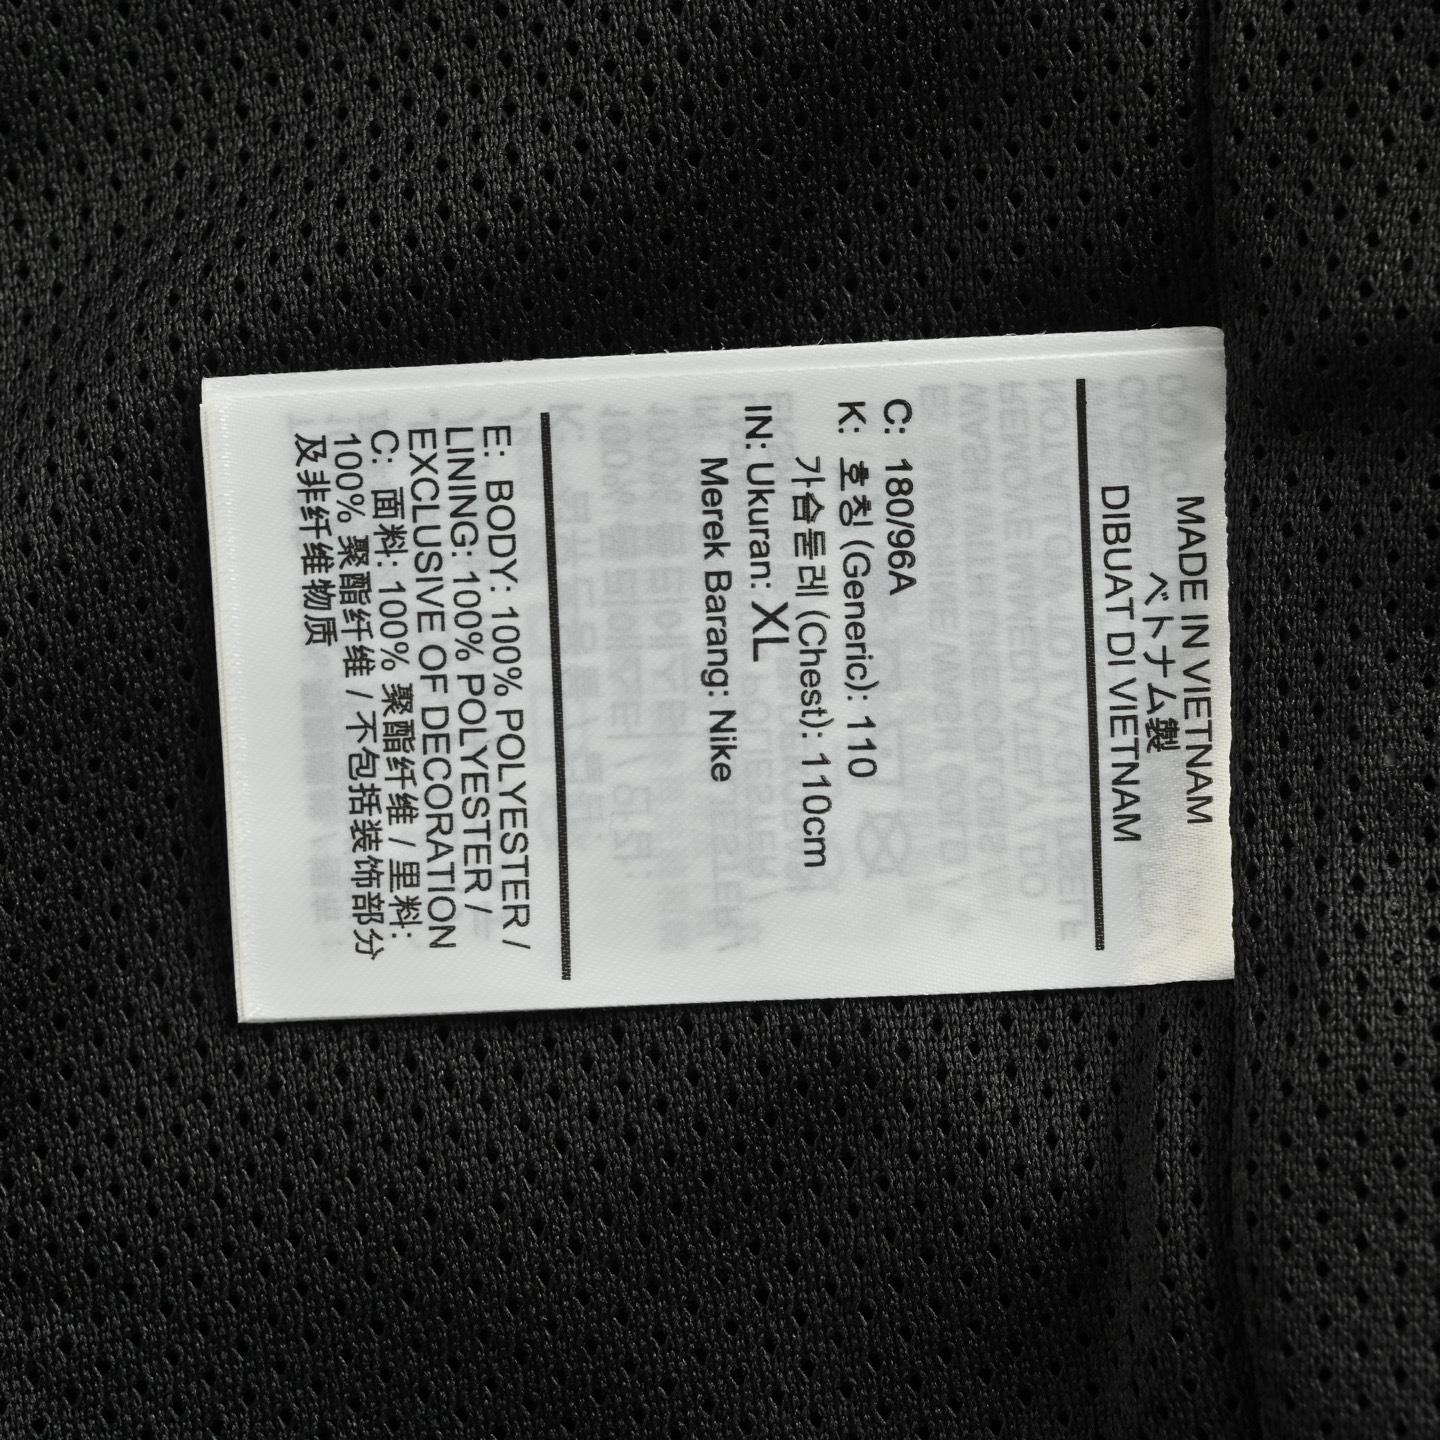 MADE IN VIETNAM
ベトナム製
DIBUAT DI VIETNAM
C: 180/96A
K: 호칭 (Generic): 110
가슴둘레 (Chest): 110cm
IN: Ukuran: XL
Merek Barang: Nike
E: BODY: 100% POLYESTER /
LINING: 100% POLYESTER /
EXCLUSIVE OF DECORATION
C: 面料: 100% 聚酯纤维 / 里料:
100% 聚酯纤维 / 不包括装饰部分
及非纤维物质